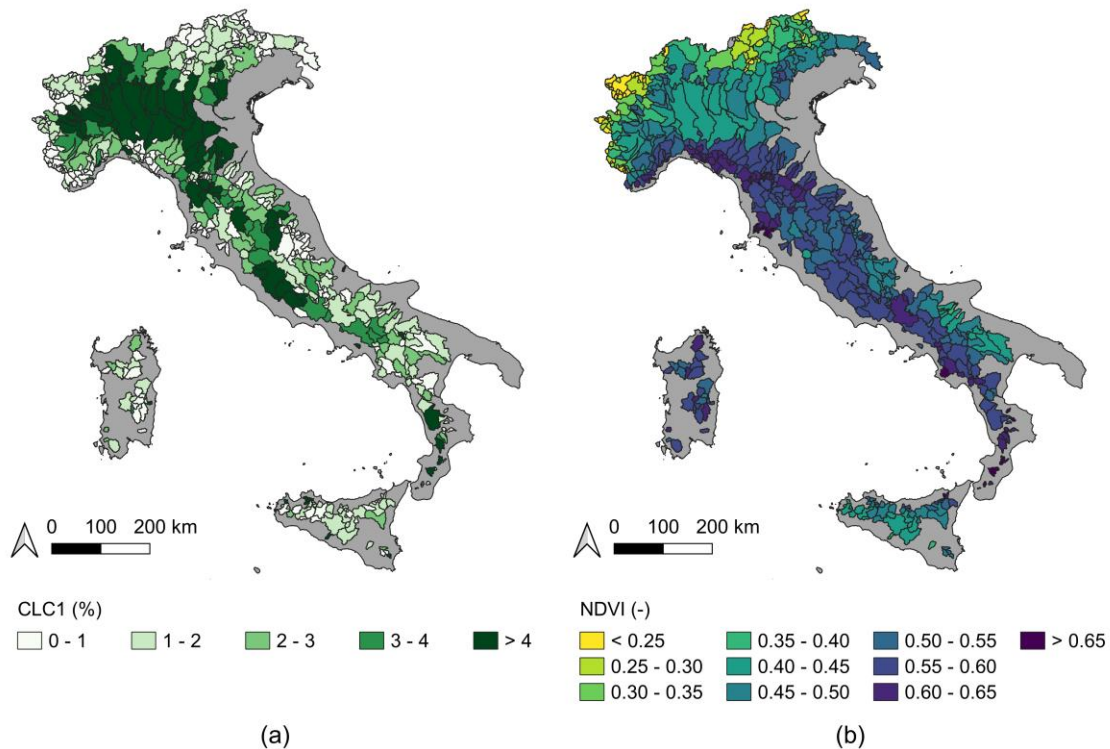 0 100 200 km
CLC1 (%)
0 - 1 1 - 2 2 - 3 3 - 4 > 4
(a)
0 100 200 km
NDVI (-)
< 0.25 0.35 - 0.40 0.50 - 0.55 > 0.65
0.25 - 0.30 0.40 - 0.45 0.55 - 0.60
0.30 - 0.35 0.45 - 0.50 0.60 - 0.65
(b)